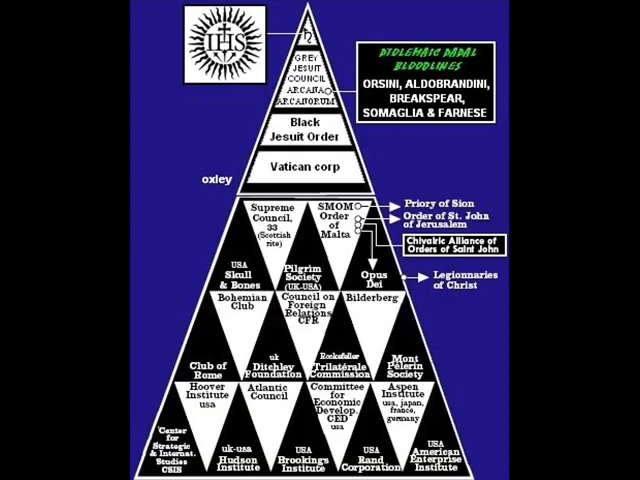 IHS
♄
PTOLEMAIC PAPAL
BLOODLINES
GREY
JESUIT
COUNCIL
ARCANA
ARCANORUM
ORSINI, ALDOBRANDINI,
BREAKSPEAR,
SOMAGLIA & FARNESE
Black
Jesuit Order
Vatican corp
oxley
Supreme
Council,
33
(Scottish
rite)
SMOM
Order
of
Malta
Priory of Sion
Order of St. John
of Jerusalem
Chivalric Alliance of
Orders of Saint John
USA
Skull
& Bones
Pilgrim
Society
(UK-USA)
Opus
Dei
Legionnaries
of Christ
Bohemian
Club
Council on
Foreign
Relations
CFR
Bilderberg
Club of
Rome
uk
Ditchley
Foundation
Rockefeller
Trilatérale
Commission
Mont
Pelerin
Society
Hoover
Institute
usa
Atlantic
Council
Committee
for
Economic
Develop.
CED
usa
Aspen
Institute
usa, japan,
france,
germany
Center
for
Strategic
& Internat.
Studies
CSIS
uk-usa
Hudson
Institute
USA
Brookings
Institute
USA
Rand
Corporation
USA
American
Enterprise
Institute